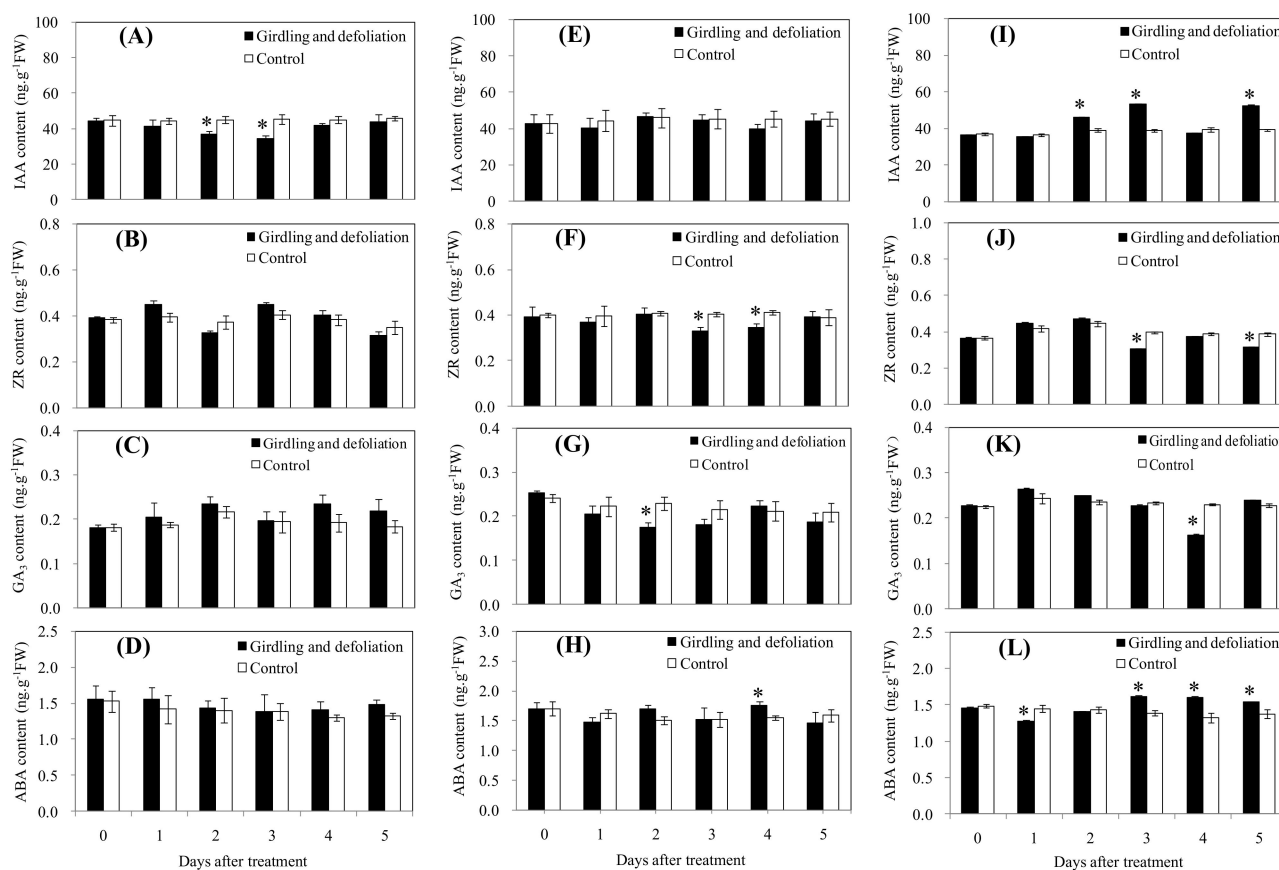 (A)
Girdling and defoliation
Control
IAA content (ng.g-1FW)
100
80
60
40
20
0
* *
(B)
Girdling and defoliation
Control
ZR content (ng.g-1FW)
0.8
0.6
0.4
0.2
0.0
(C)
Girdling and defoliation
Control
GA3 content (ng.g-1FW)
0.4
0.3
0.2
0.1
0.0
(D)
Girdling and defoliation
Control
ABA content (ng.g-1FW)
2.5
2.0
1.5
1.0
0.5
0.0
0 1 2 3 4 5
Days after treatment
(E)
Girdling and defoliation
Control
IAA content (ng.g-1FW)
100
80
60
40
20
0
(F)
Girdling and defoliation
Control
ZR content (ng.g-1FW)
0.8
0.6
0.4
0.2
0.0
* *
(G)
Girdling and defoliation
Control
GA3 content (ng.g-1FW)
0.4
0.3
0.2
0.1
0.0
*
(H)
Girdling and defoliation
Control
ABA content (ng.g-1FW)
3.0
2.5
2.0
1.5
1.0
0.5
0.0
*
0 1 2 3 4 5
Days after treatment
(I)
Girdling and defoliation
Control
IAA content (ng.g-1FW)
100
80
60
40
20
0
* * *
(J)
Girdling and defoliation
Control
ZR content (ng.g-1FW)
1.0
0.8
0.6
0.4
0.2
0.0
* *
(K)
Girdling and defoliation
Control
GA3 content (ng.g-1FW)
0.4
0.3
0.2
0.1
0.0
*
(L)
Girdling and defoliation
Control
ABA content (ng.g-1FW)
2.5
2.0
1.5
1.0
0.5
0.0
* * * *
0 1 2 3 4 5
Days after treatment